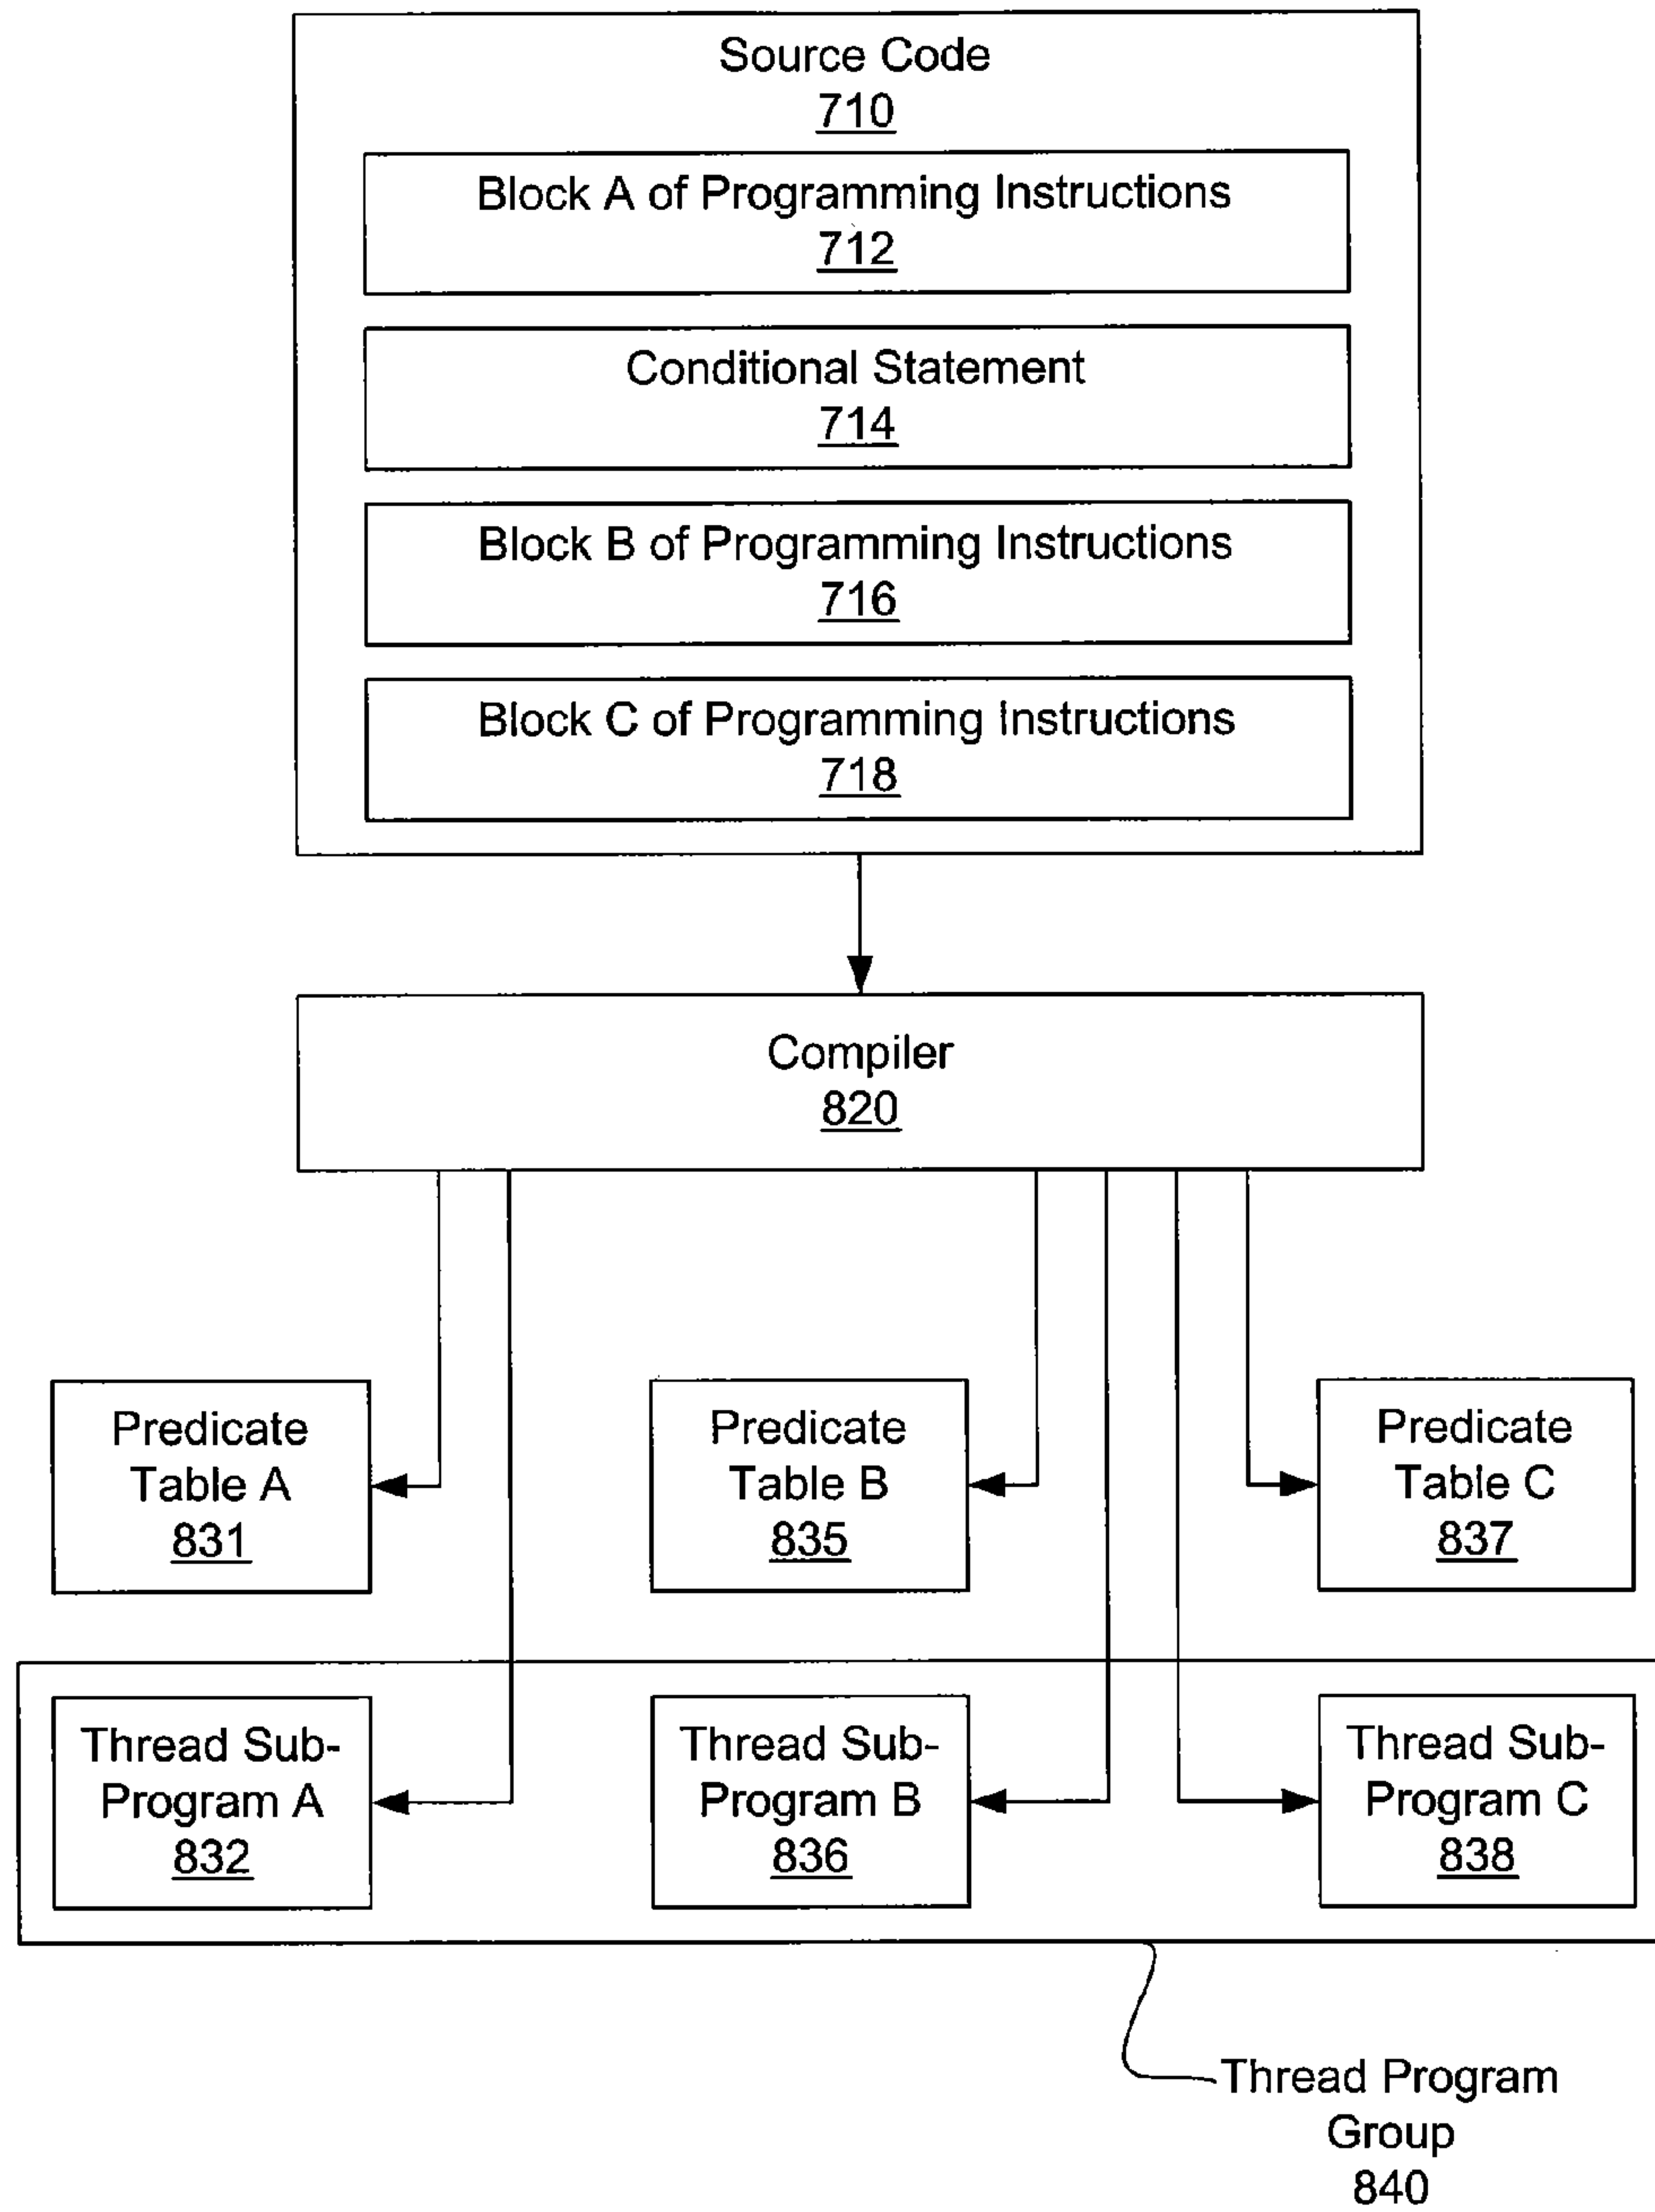 Source Code
710
Block A of Programming Instructions
712
Conditional Statement
714
Block B of Programming Instructions
716
Block C of Programming Instructions
718
Compiler
820
Predicate
Table A
831
Predicate
Table B
835
Predicate
Table C
837
Thread Sub-
Program A
832
Thread Sub-
Program B
836
Thread Sub-
Program C
838
Thread Program
Group
840